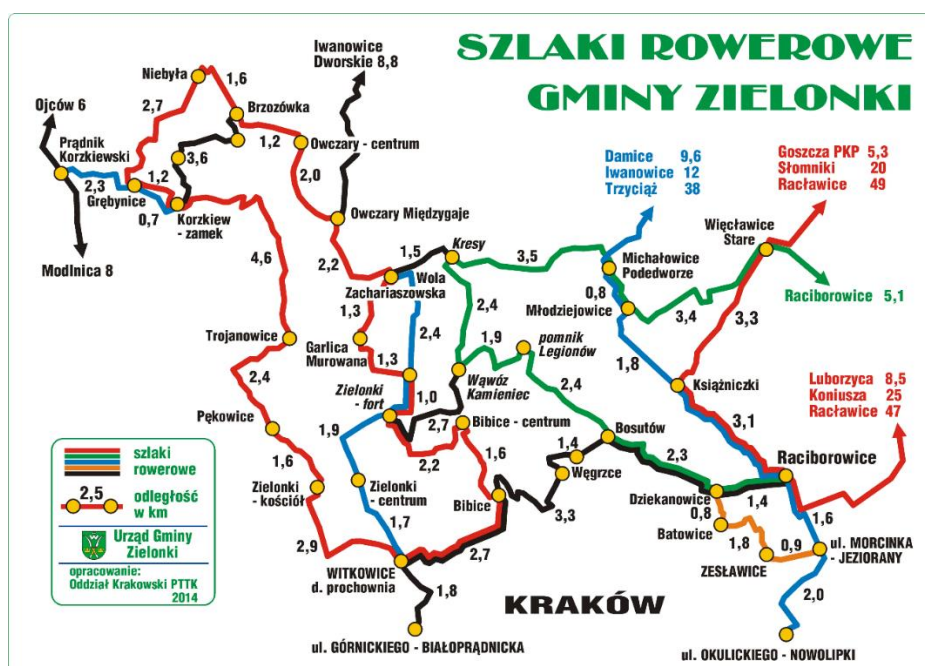 SZLAKI ROWEROWE
GMINY ZIELONKI
Iwanowice
Dworskie 8,8
Niebyła
1,6
Ojców 6
2,7
Brzozówka
Prądnik
Korzkiewski
3,6
1,2
Owczary - centrum
2,3
1,2
Grębynice
0,7
Korzkiew
- zamek
2,0
Owczary Międzygaje
Modlnica 8
Damice 9,6
Iwanowice 12
Trzyciąż 38
Goszcza PKP 5,3
Słomniki 20
Racławice 49
4,6
2,2
1,5
Kresy
3,5
Więcławice
Stare
Michałowice
Podedworze
Wola
Zachariaszowska
0,8
Raciborowice 5,1
Młodziejowice
3,4
3,3
1,3
2,4
2,4
Trojanowice
Garlica
Murowana
1,3
1,9
pomnik
Legionów
1,8
2,4
Wąwóz
Kamieniec
2,4
Książniczki
Luborzyca 8,5
Koniusza 25
Racławice 47
Zielonki
- fort
1,0
2,7
Bibice - centrum
3,1
Pękowice
1,9
2,2
1,6
1,4
Bosutów
2,3
Raciborowice
szlaki
rowerowe
2,5
odległość
w km
Urząd Gminy
Zielonki
opracowanie:
Oddział Krakowski PTTK
2014
1,6
Zielonki
- kościół
Zielonki
- centrum
Węgrzce
Bibice
3,3
Dziekanowice
1,4
0,8
Batowice
1,6
1,7
1,8
0,9
ul. MORCINKA
- JEZIORANY
ZESŁAWICE
2,9
2,7
WITKOWICE
d. prochownia
1,8
KRAKÓW
2,0
ul. GÓRNICKIEGO - BIAŁOPRĄDNICKA
ul. OKULICKIEGO - NOWOLIPKI